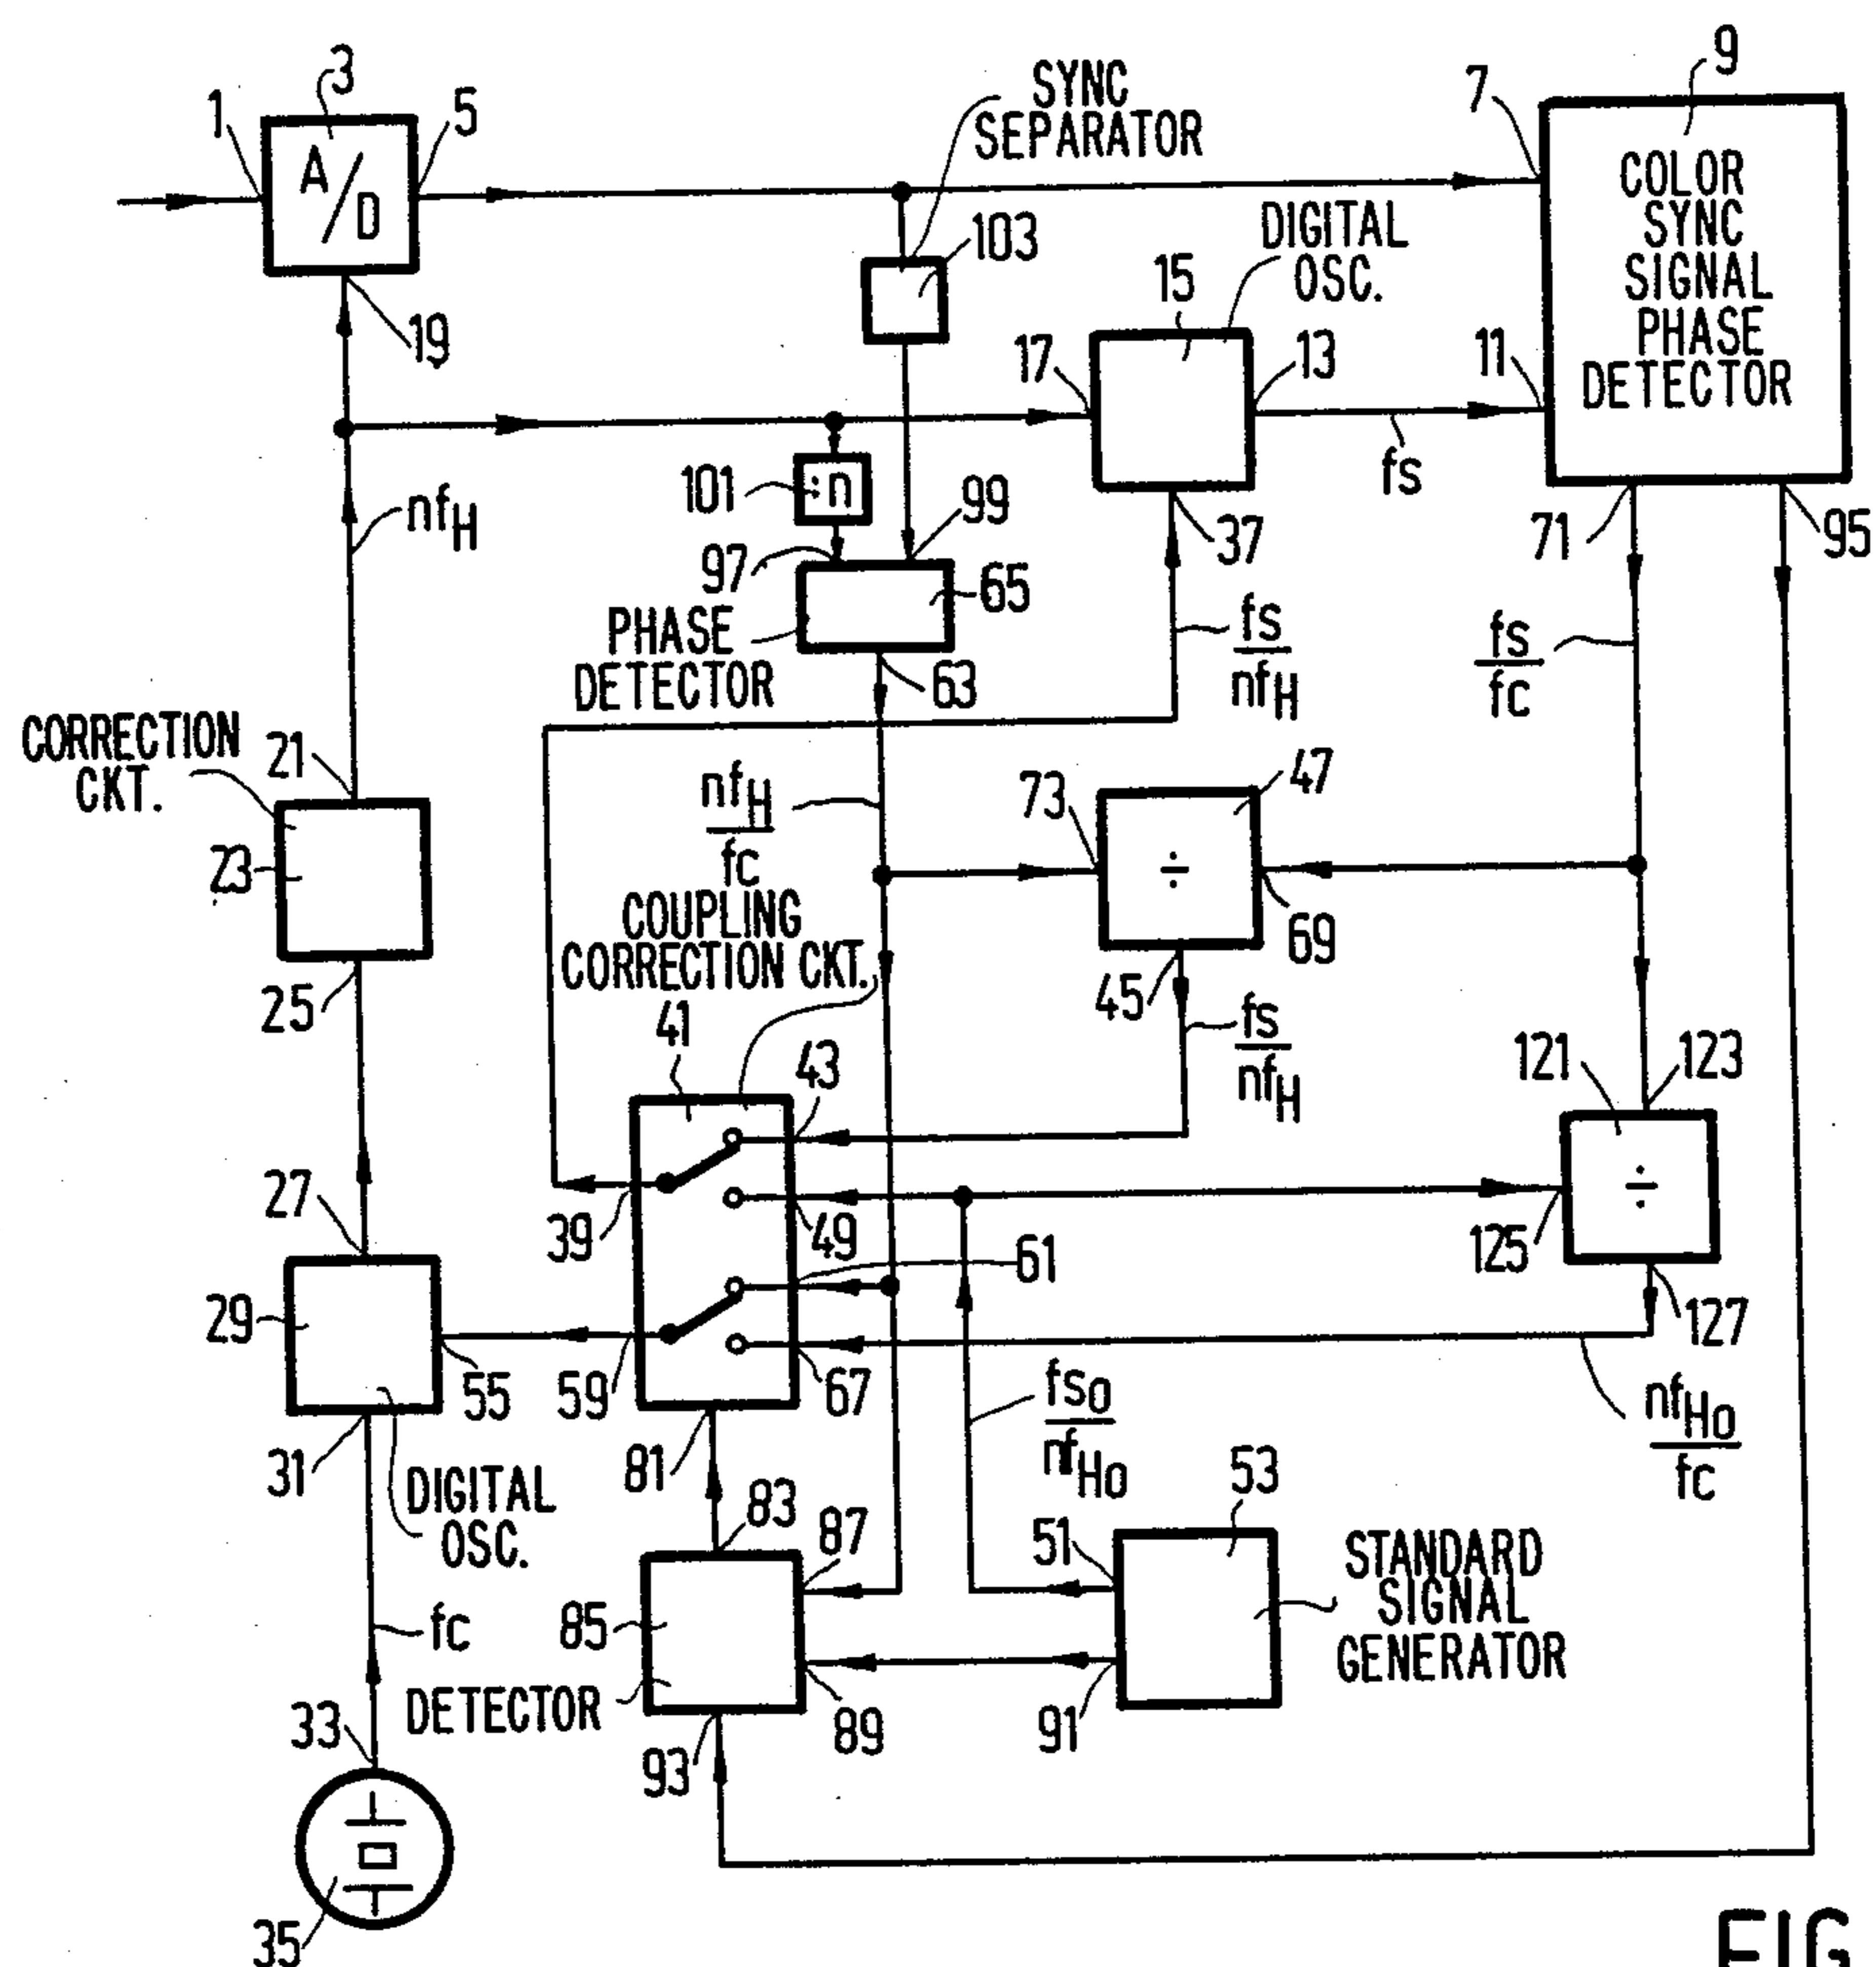 3
9
1
5
SYNC
SEPARATOR
7
A/D
COLOR
SYNC
SIGNAL
PHASE
DETECTOR
103
DIGITAL
OSC.
15
19
17
13
11
fs
101
:n
99
nfH
97
37
71
95
65
PHASE
DETECTOR
fs
nfH
fs
fc
63
CORRECTION
CKT.
21
nfH
fc
73
47
÷
23
69
COUPLING
CORRECTION CKT.
25
45
fs
nfH
41
43
121
123
÷
27
39
49
125
61
29
127
55
59
67
fso
nfHo
nfHo
fc
31
81
53
DIGITAL
OSC.
83
87
51
STANDARD
SIGNAL
GENERATOR
fc
85
DETECTOR
89
91
33
93
35
FIG